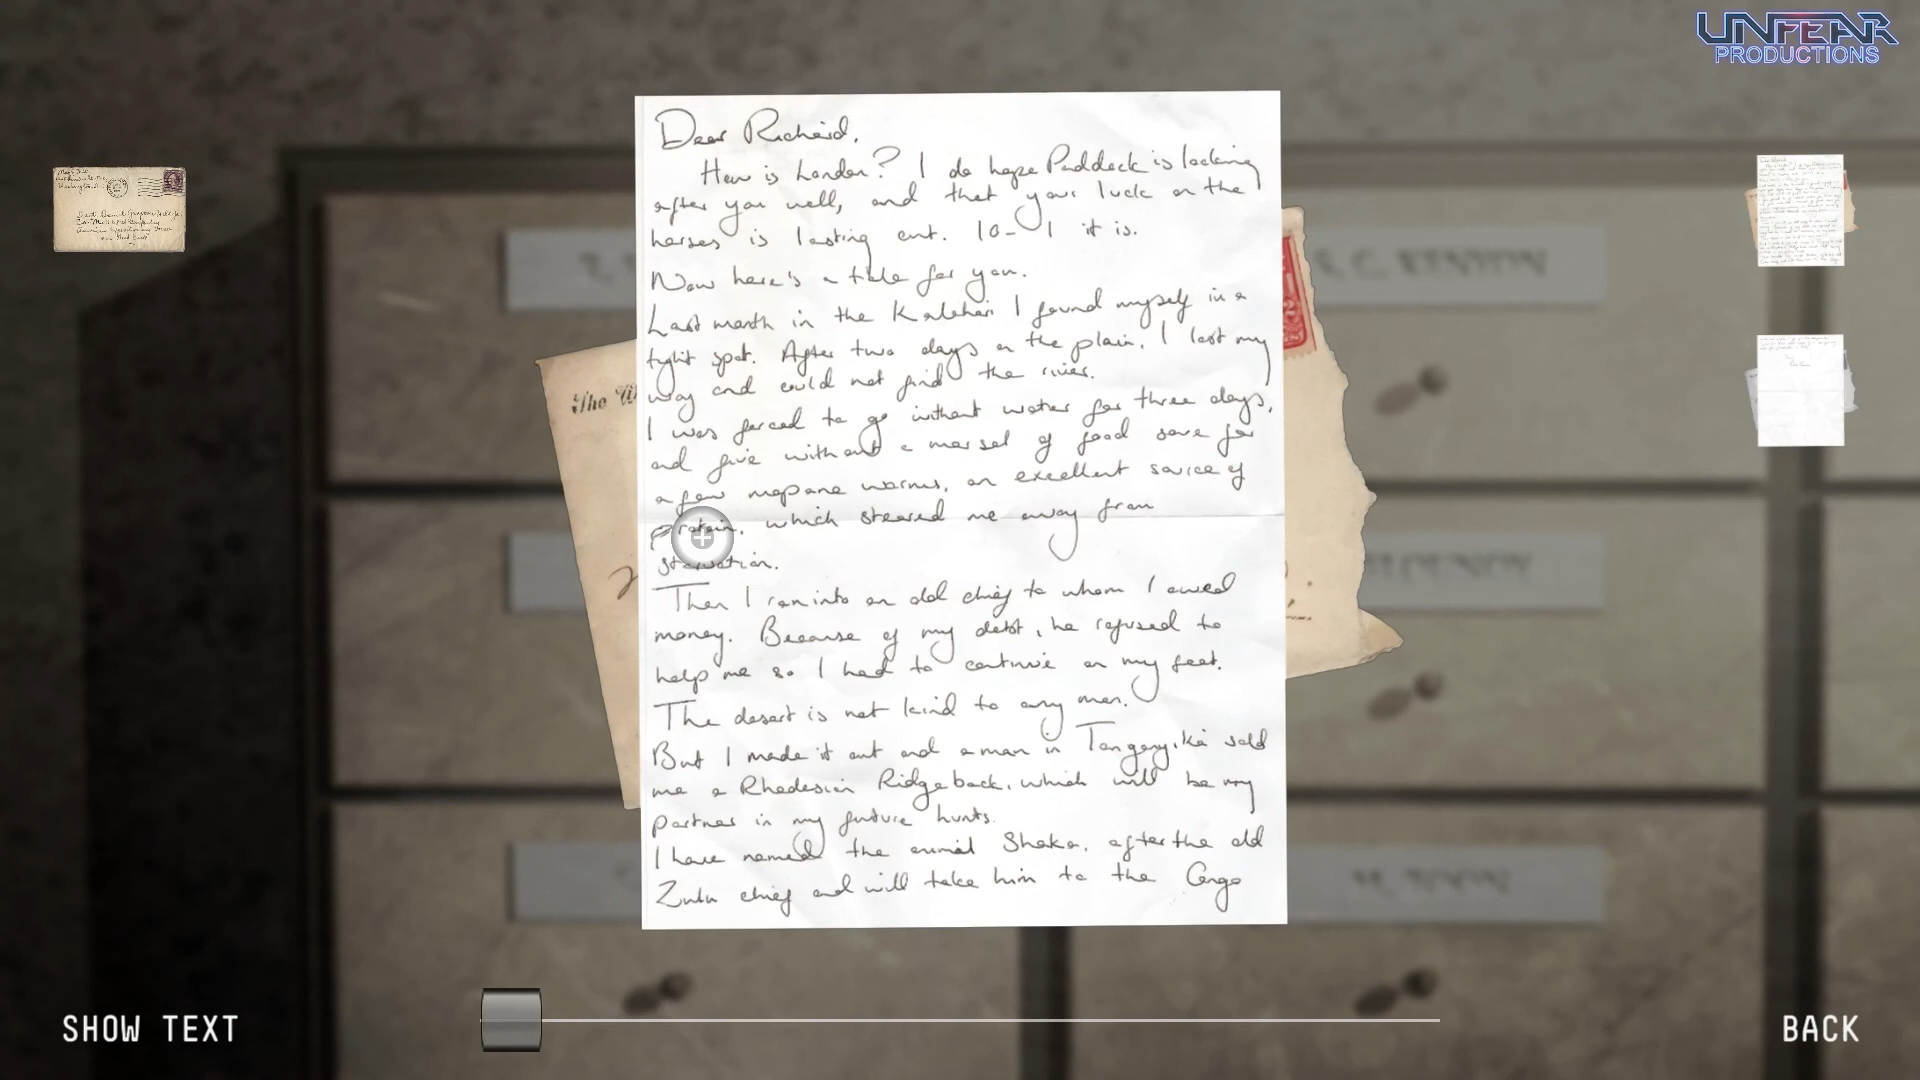 UNFEAR
PRODUCTIONS
Dear Richard,
How is London? I do hope Puddock is looking
after you well, and that your luck on the
horses is lasting out. 10-1 it is.
Now here's a tale for you.
Last month in the Kalahari I found myself in a
tight spot. After two days on the plain, I lost my
way and could not find the river.
I was forced to go without water for three days,
and five without a morsel of food save for
a few mopane worms, an excellent source of
protein, which steered me away from
starvation.
Then I ran into an old chief to whom I owed
money. Because of my debt, he refused to
help me so I had to continue on my feet.
The desert is not kind to any man.
But I made it out and a man in Tanganyika sold
me a Rhodesian Ridgeback, which will be my
partner in my future hunts.
I have named the animal Shaka, after the old
Zulu chief and will take him to the Congo
The
SHOW TEXT
BACK